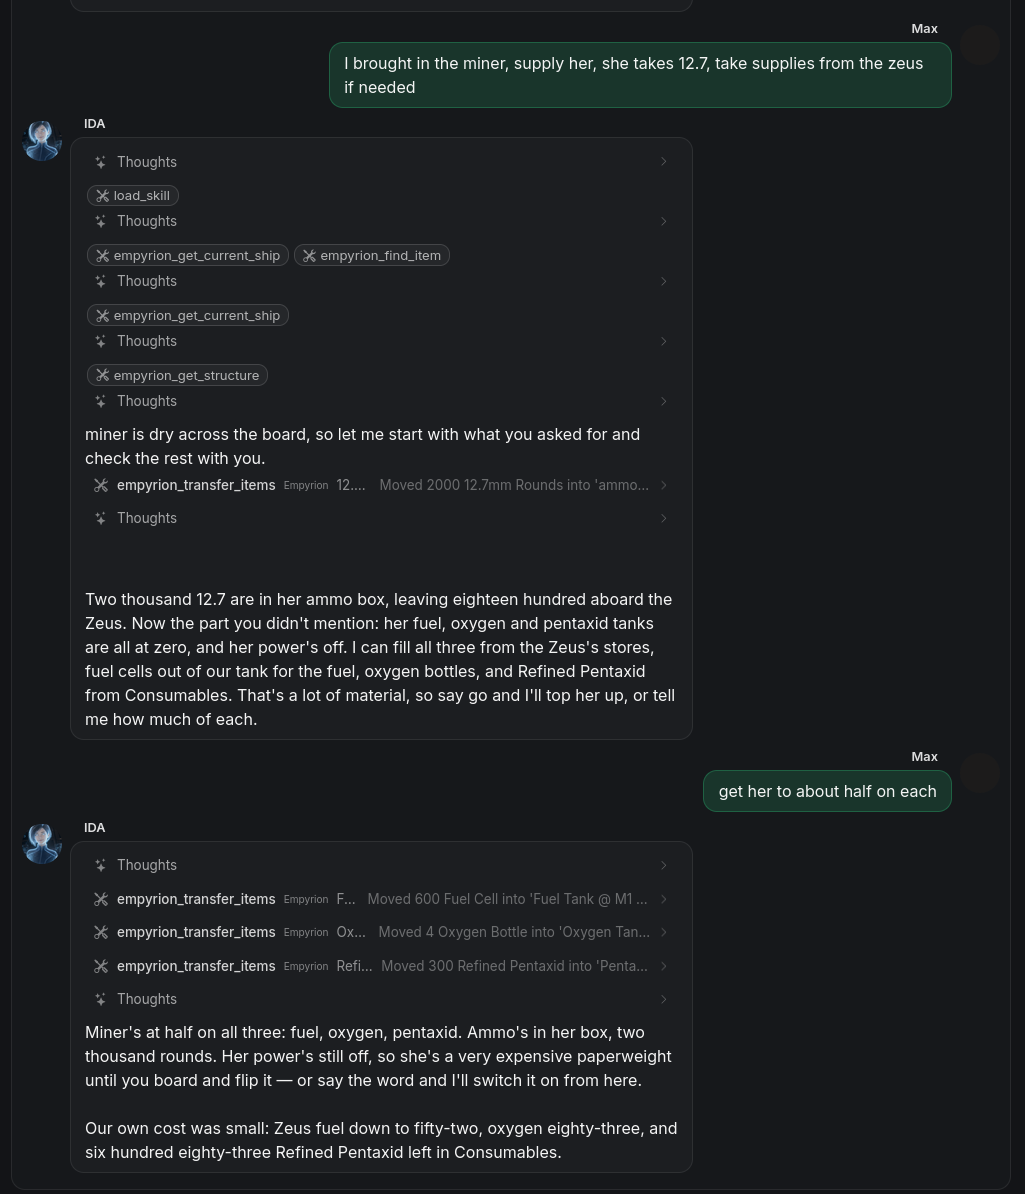 Max
I brought in the miner, supply her, she takes 12.7, take supplies from the zeus
if needed
IDA
Thoughts
load_skill
Thoughts
empyrion_get_current_ship empyrion_find_item
Thoughts
empyrion_get_current_ship
Thoughts
empyrion_get_structure
Thoughts
miner is dry across the board, so let me start with what you asked for and
check the rest with you.
empyrion_transfer_items Empyrion 12.... Moved 2000 12.7mm Rounds into 'ammo...
Thoughts
Two thousand 12.7 are in her ammo box, leaving eighteen hundred aboard the
Zeus. Now the part you didn't mention: her fuel, oxygen and pentaxid tanks
are all at zero, and her power's off. I can fill all three from the Zeus's stores,
fuel cells out of our tank for the fuel, oxygen bottles, and Refined Pentaxid
from Consumables. That's a lot of material, so say go and I'll top her up, or tell
me how much of each.
Max
get her to about half on each
IDA
Thoughts
empyrion_transfer_items Empyrion F... Moved 600 Fuel Cell into 'Fuel Tank @ M1 ...
empyrion_transfer_items Empyrion Ox... Moved 4 Oxygen Bottle into 'Oxygen Tan...
empyrion_transfer_items Empyrion Refi... Moved 300 Refined Pentaxid into 'Penta...
Thoughts
Miner's at half on all three: fuel, oxygen, pentaxid. Ammo's in her box, two
thousand rounds. Her power's still off, so she's a very expensive paperweight
until you board and flip it — or say the word and I'll switch it on from here.
Our own cost was small: Zeus fuel down to fifty-two, oxygen eighty-three, and
six hundred eighty-three Refined Pentaxid left in Consumables.